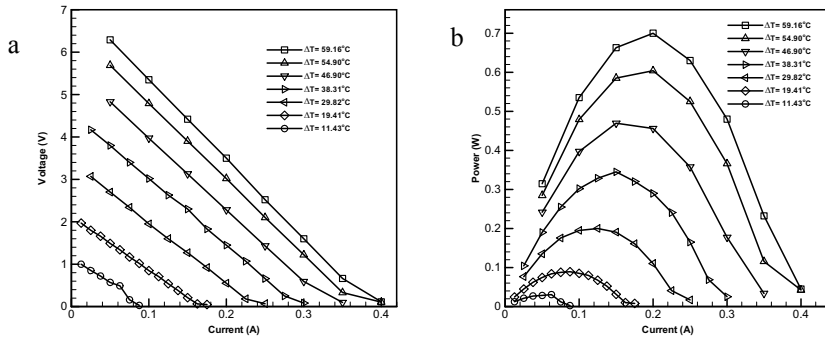 a
Voltage (V)
7
6
5
4
3
2
1
0
0.1
0.2
0.3
0.4
Current (A)
ΔT= 59.16°C
ΔT= 54.90°C
ΔT= 46.90°C
ΔT= 38.31°C
ΔT= 29.82°C
ΔT= 19.41°C
ΔT= 11.43°C
b
Power (W)
0.7
0.6
0.5
0.4
0.3
0.2
0.1
0
0
0.1
0.2
0.3
0.4
Current (A)
ΔT= 59.16°C
ΔT= 54.90°C
ΔT= 46.90°C
ΔT= 38.31°C
ΔT= 29.82°C
ΔT= 19.41°C
ΔT= 11.43°C